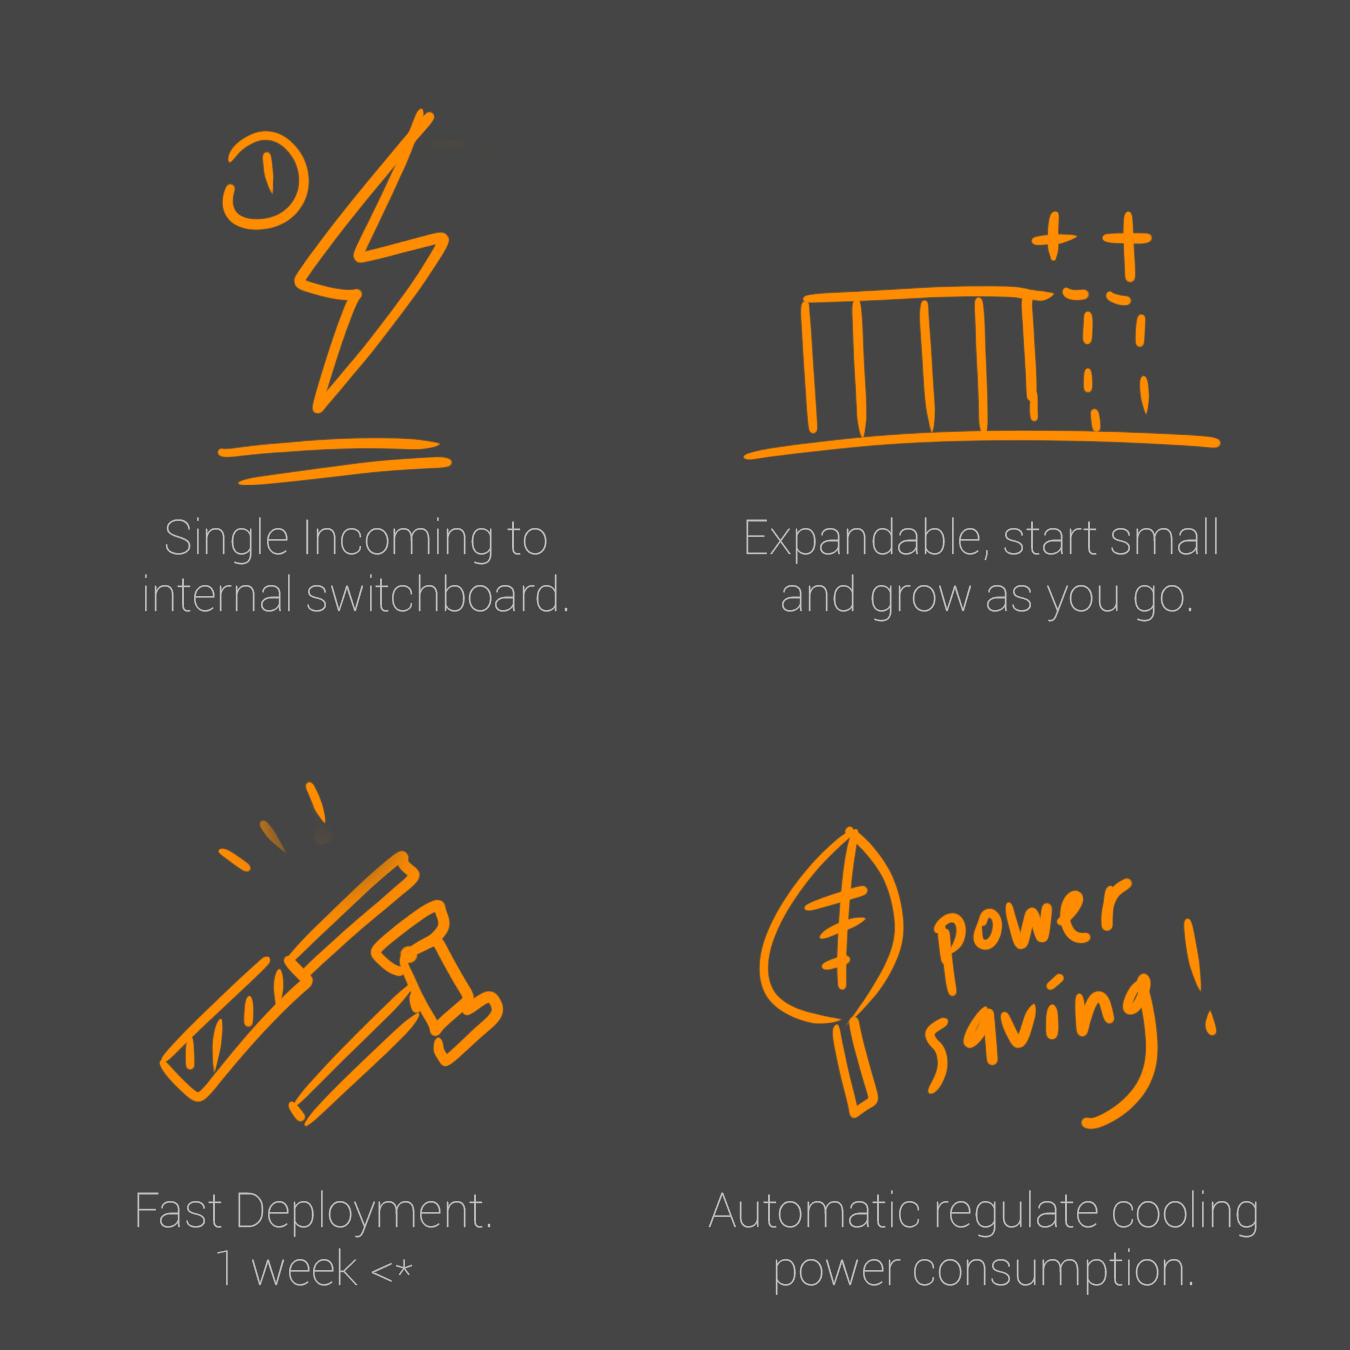 1
Single Incoming to
internal switchboard.
++
Expandable, start small
and grow as you go.
Fast Deployment.
1 week <*
power
saving!
Automatic regulate cooling
power consumption.